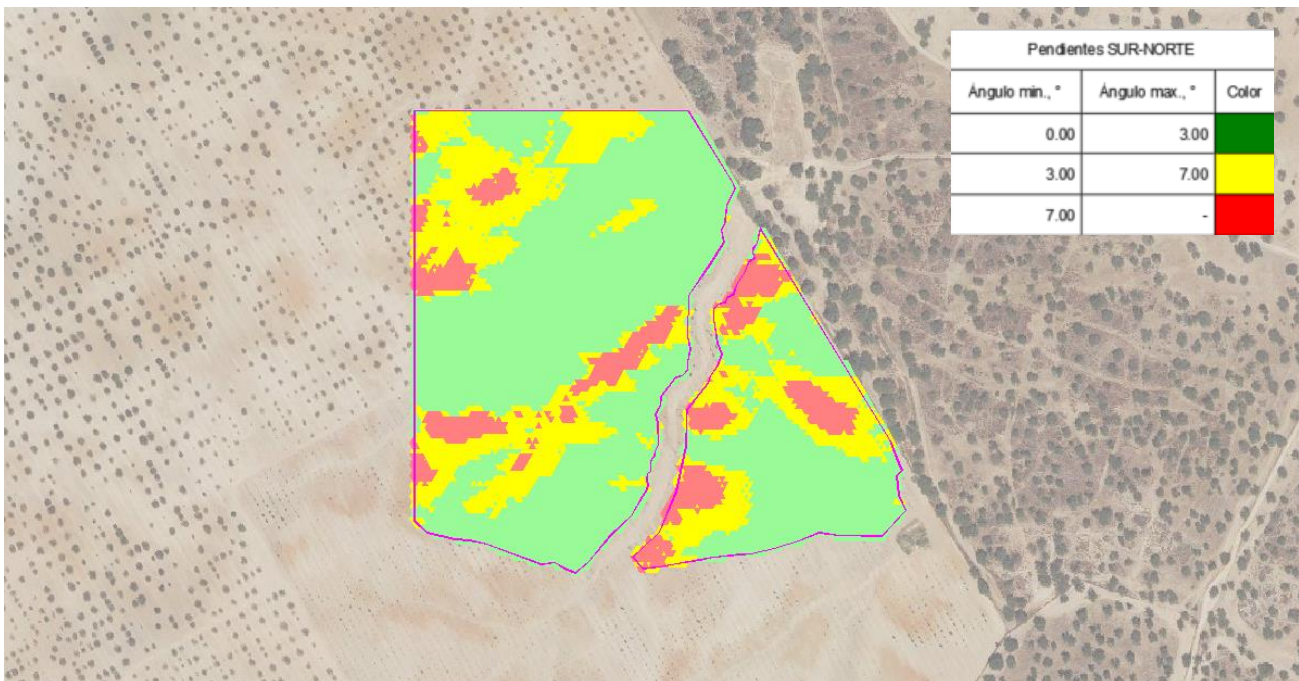 Pendientes SUR-NORTE
Ángulo min., ° Ángulo max., ° Color
0.00 3.00
3.00 7.00
7.00 -